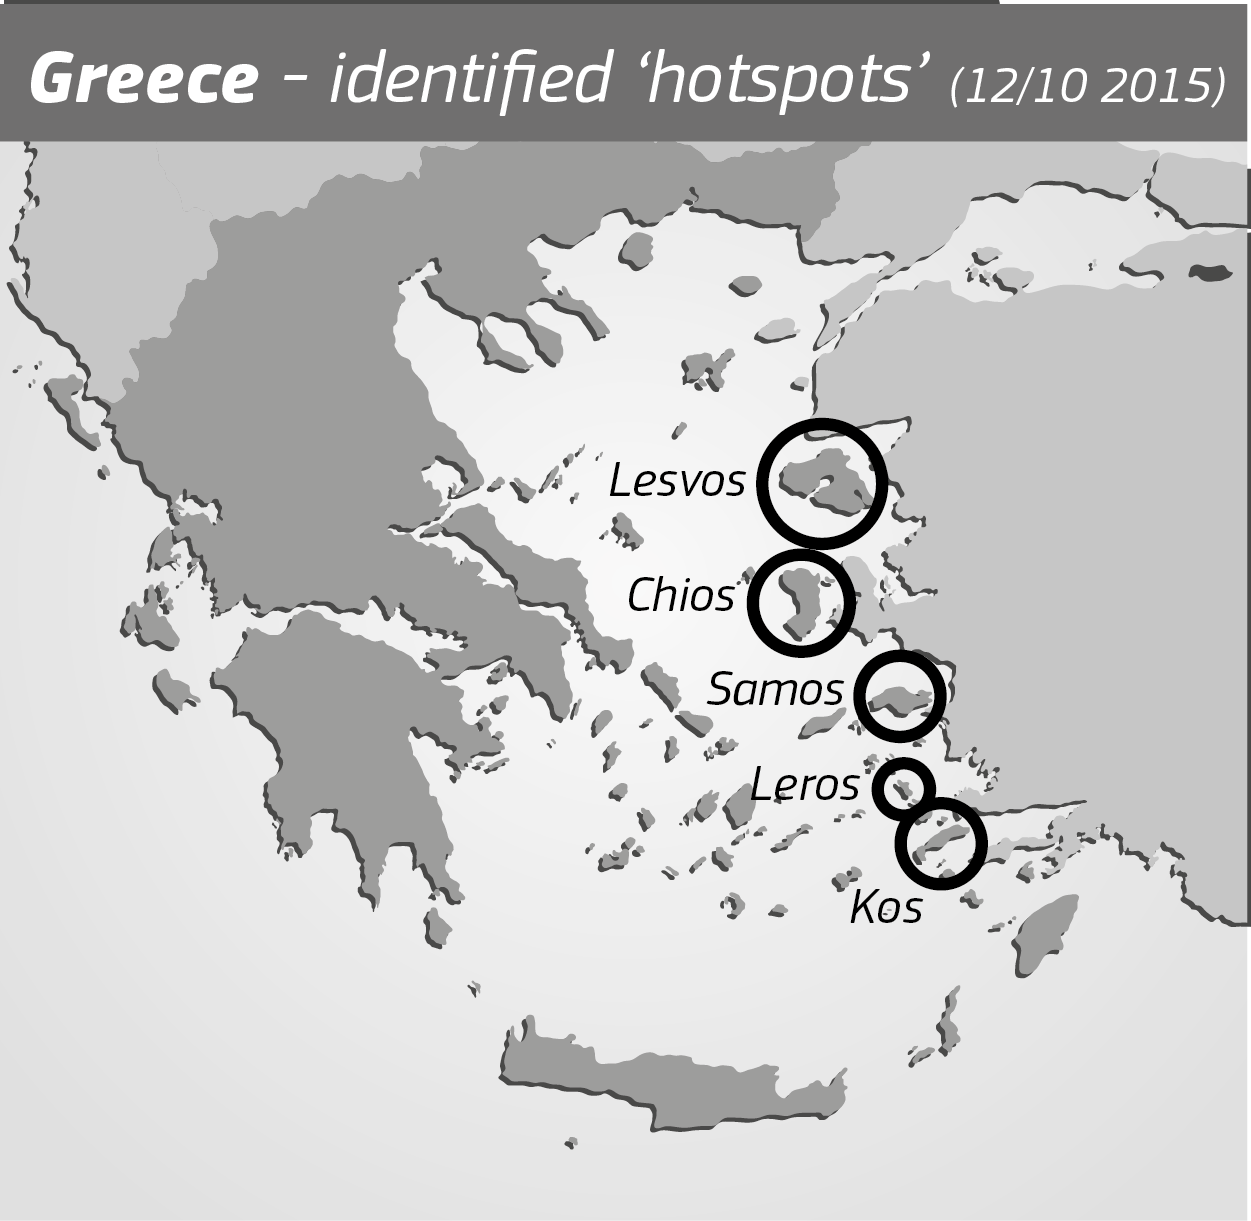 Greece - identified ‘hotspots’ (12/10 2015)
Lesvos
Chios
Samos
Leros
Kos